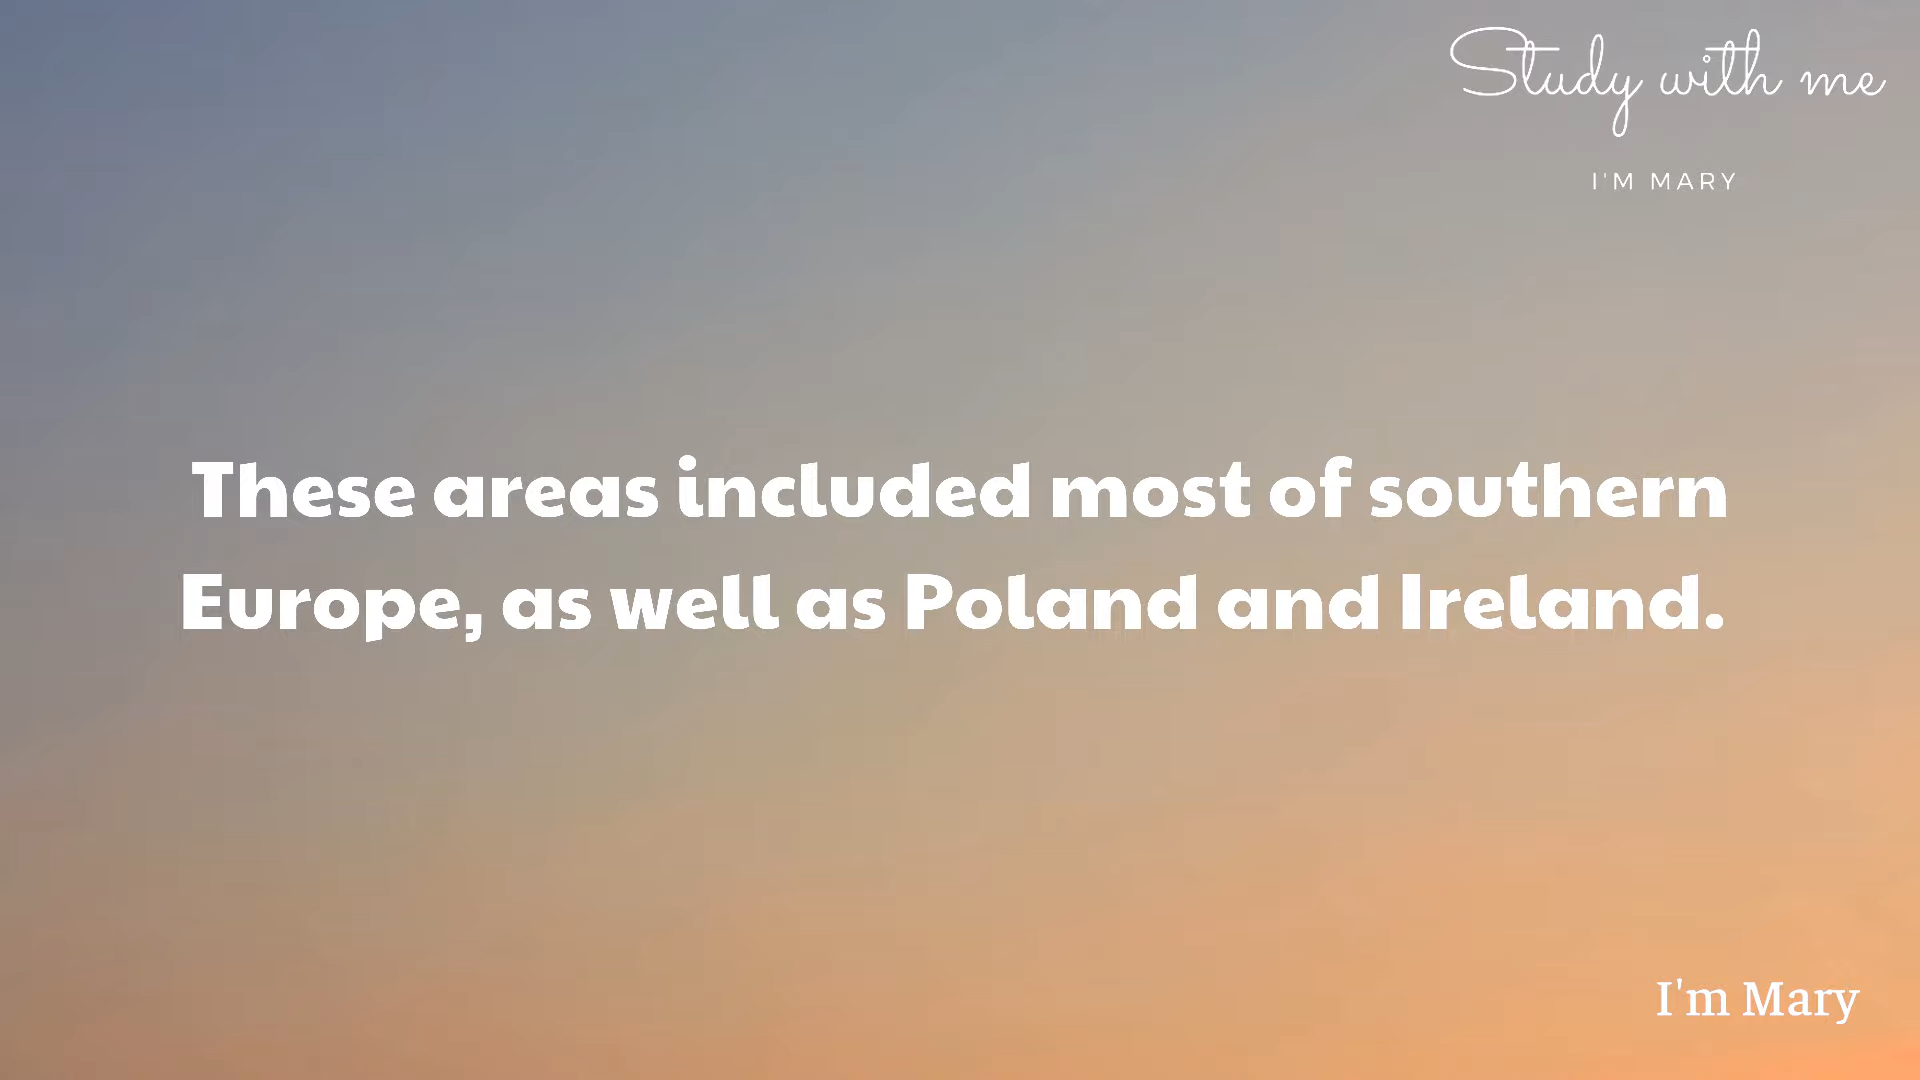 Study with me
I'M MARY
These areas included most of southern
Europe, as well as Poland and Ireland.
I'm Mary